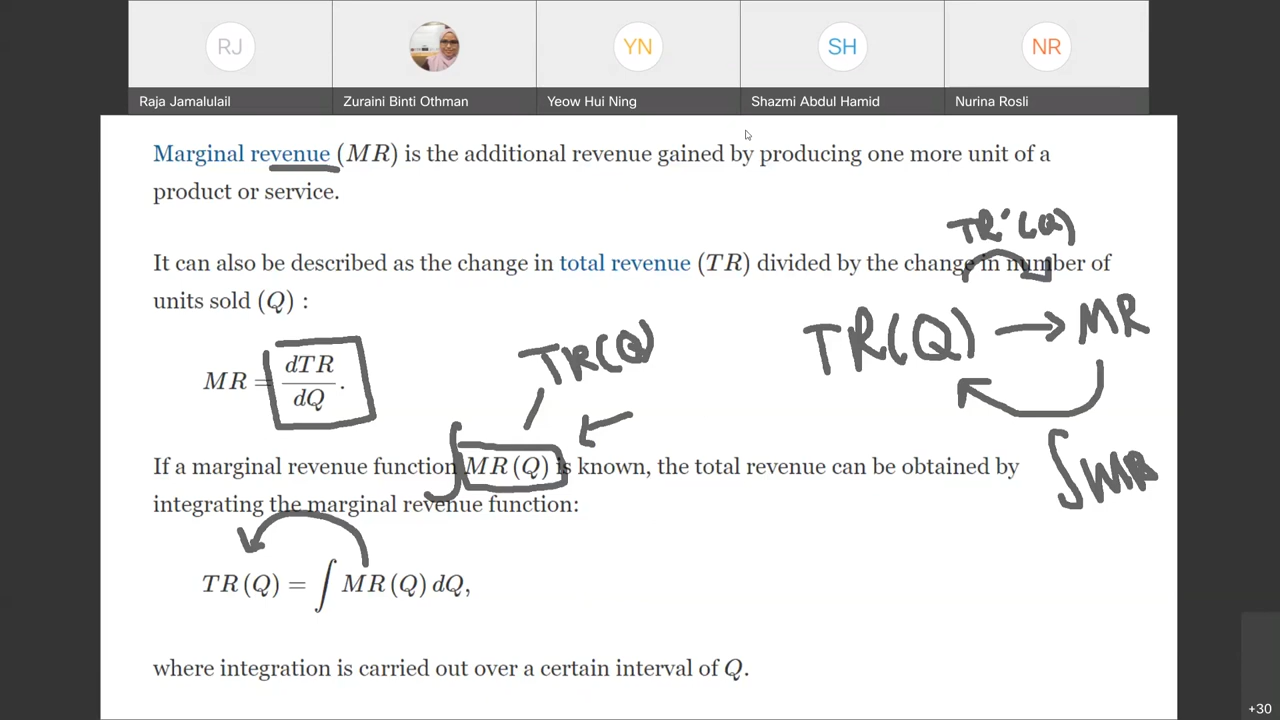 RJ
YN
SH
NR
Raja Jamalulail
Zuraini Binti Othman
Yeow Hui Ning
Shazmi Abdul Hamid
Nurina Rosli
Marginal revenue (MR) is the additional revenue gained by producing one more unit of a
product or service.
TR'(Q)
It can also be described as the change in total revenue (TR) divided by the change in number of
units sold (Q) :
TR(Q) → MR
TR(Q)
MR = dTR/dQ.
If a marginal revenue function MR(Q) is known, the total revenue can be obtained by
∫MR
integrating the marginal revenue function:
TR(Q) = ∫ MR(Q) dQ,
where integration is carried out over a certain interval of Q.
+30